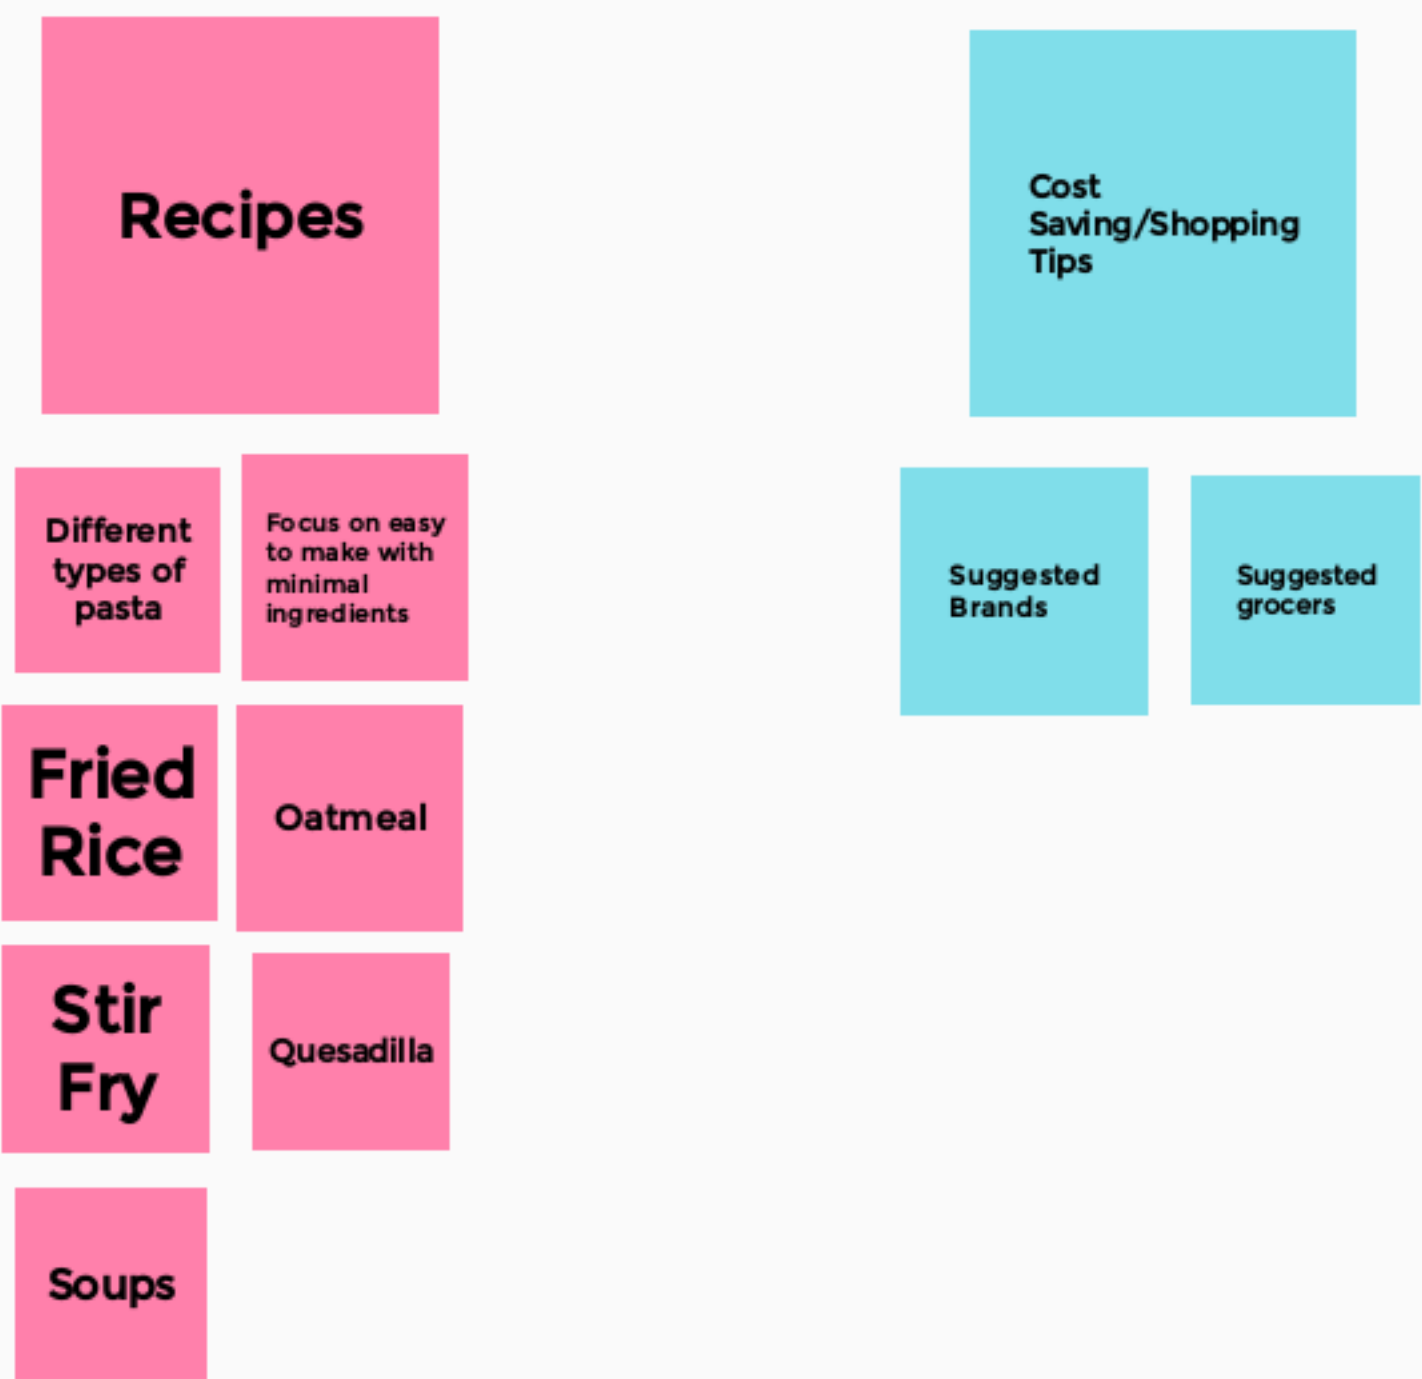 Recipes
Different
types of
pasta
Focus on easy
to make with
minimal
ingredients
Fried
Rice
Oatmeal
Stir
Fry
Quesadilla
Soups
Cost
Saving/Shopping
Tips
Suggested
Brands
Suggested
grocers